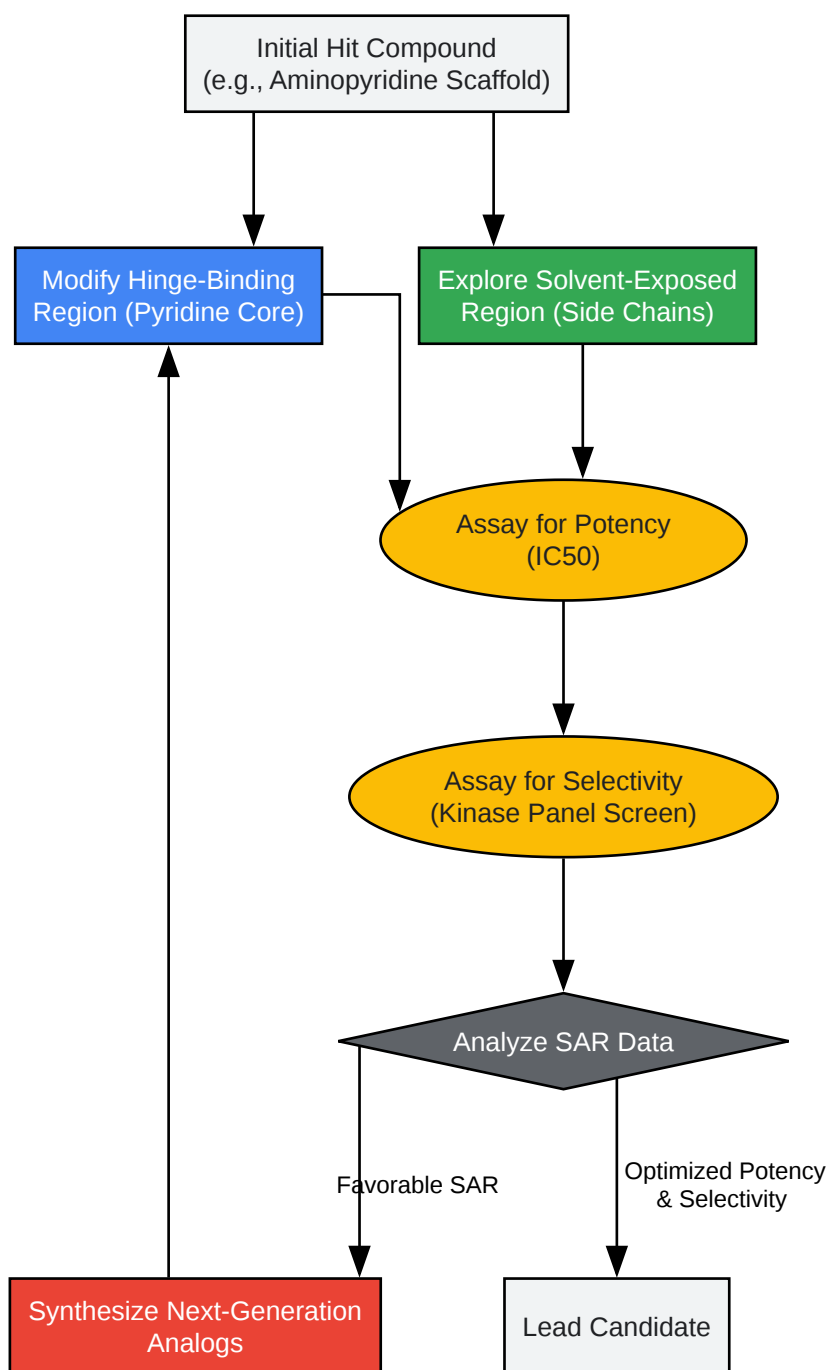 Initial Hit Compound
(e.g., Aminopyridine Scaffold)
Modify Hinge-Binding
Region (Pyridine Core)
Explore Solvent-Exposed
Region (Side Chains)
Assay for Potency
(IC50)
Assay for Selectivity
(Kinase Panel Screen)
Analyze SAR Data
Favorable SAR
Optimized Potency
& Selectivity
Synthesize Next-Generation
Analogs
Lead Candidate